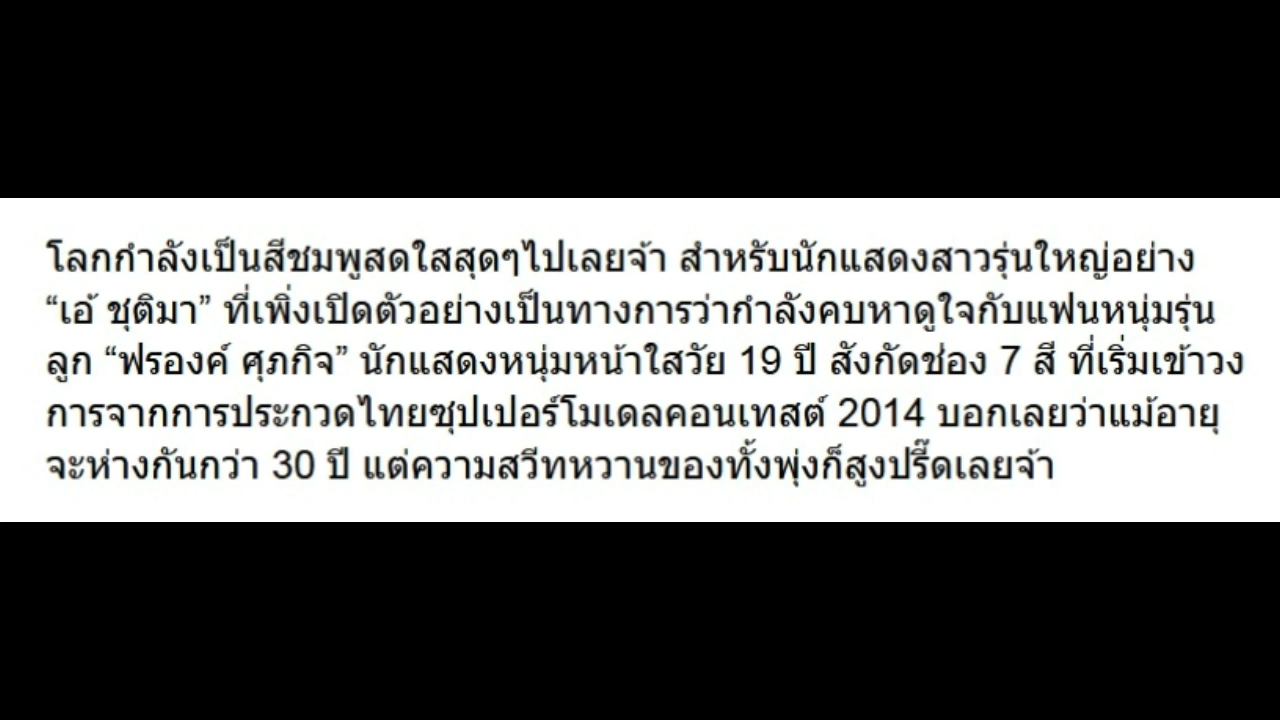 โลกกำลังเป็นสีชมพูสดใสสุดๆไปเลยจ้า สำหรับนักแสดงสาวรุ่นใหญ่อย่าง
“เอ้ ชุติมา” ที่เพิ่งเปิดตัวอย่างเป็นทางการว่ากำลังคบหาดูใจกับแฟนหนุ่มรุ่น
ลูก “ฟรองค์ ศุภกิจ” นักแสดงหนุ่มหน้าใสวัย 19 ปี สังกัดช่อง 7 สี ที่เริ่มเข้าวง
การจากการประกวดไทยซุปเปอร์โมเดลคอนเทสต์ 2014 บอกเลยว่าแม้อายุ
จะห่างกันกว่า 30 ปี แต่ความสวีทหวานของทั้งพุ่งก็สูงปรี๊ดเลยจ้า